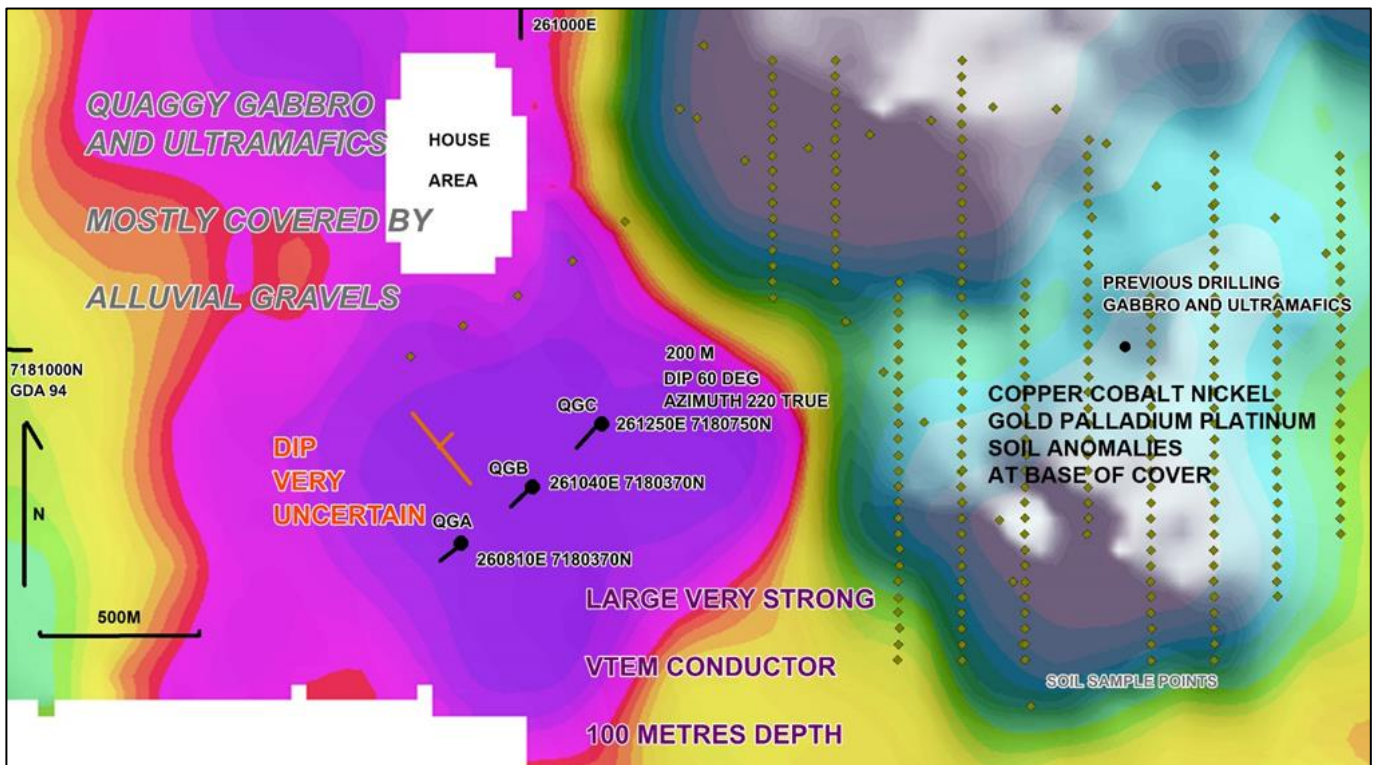 261000E
QUAGGY GABBRO
AND ULTRAMAFICS
HOUSE
AREA
MOSTLY COVERED BY
ALLUVIAL GRAVELS
PREVIOUS DRILLING
GABBRO AND ULTRAMAFICS
7181000N
GDA 94
200 M
DIP 60 DEG
AZIMUTH 220 TRUE
QGC
261250E 7180750N
COPPER COBALT NICKEL
GOLD PALLADIUM PLATINUM
SOIL ANOMALIES
AT BASE OF COVER
DIP
VERY
UNCERTAIN
QGB
261040E 7180370N
QGA
260810E 7180370N
N
500M
LARGE VERY STRONG
VTEM CONDUCTOR
100 METRES DEPTH
SOIL SAMPLE POINTS